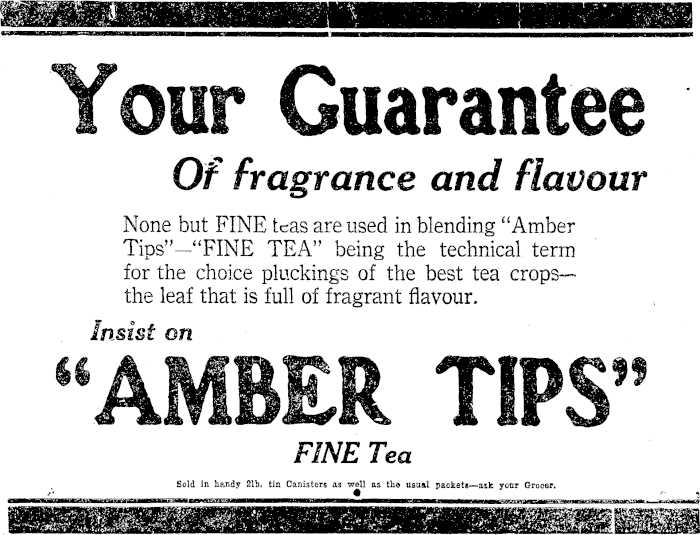 Your Guarantee
Of fragrance and flavour
None but FINE teas are used in blending “Amber
Tips”—“FINE TEA” being the technical term
for the choice pluckings of the best tea crops—
the leaf that is full of fragrant flavour.
Insist on
“AMBER TIPS”
FINE Tea
Sold in handy 2lb. tin Canisters as well as the usual packets—ask your Grocer.